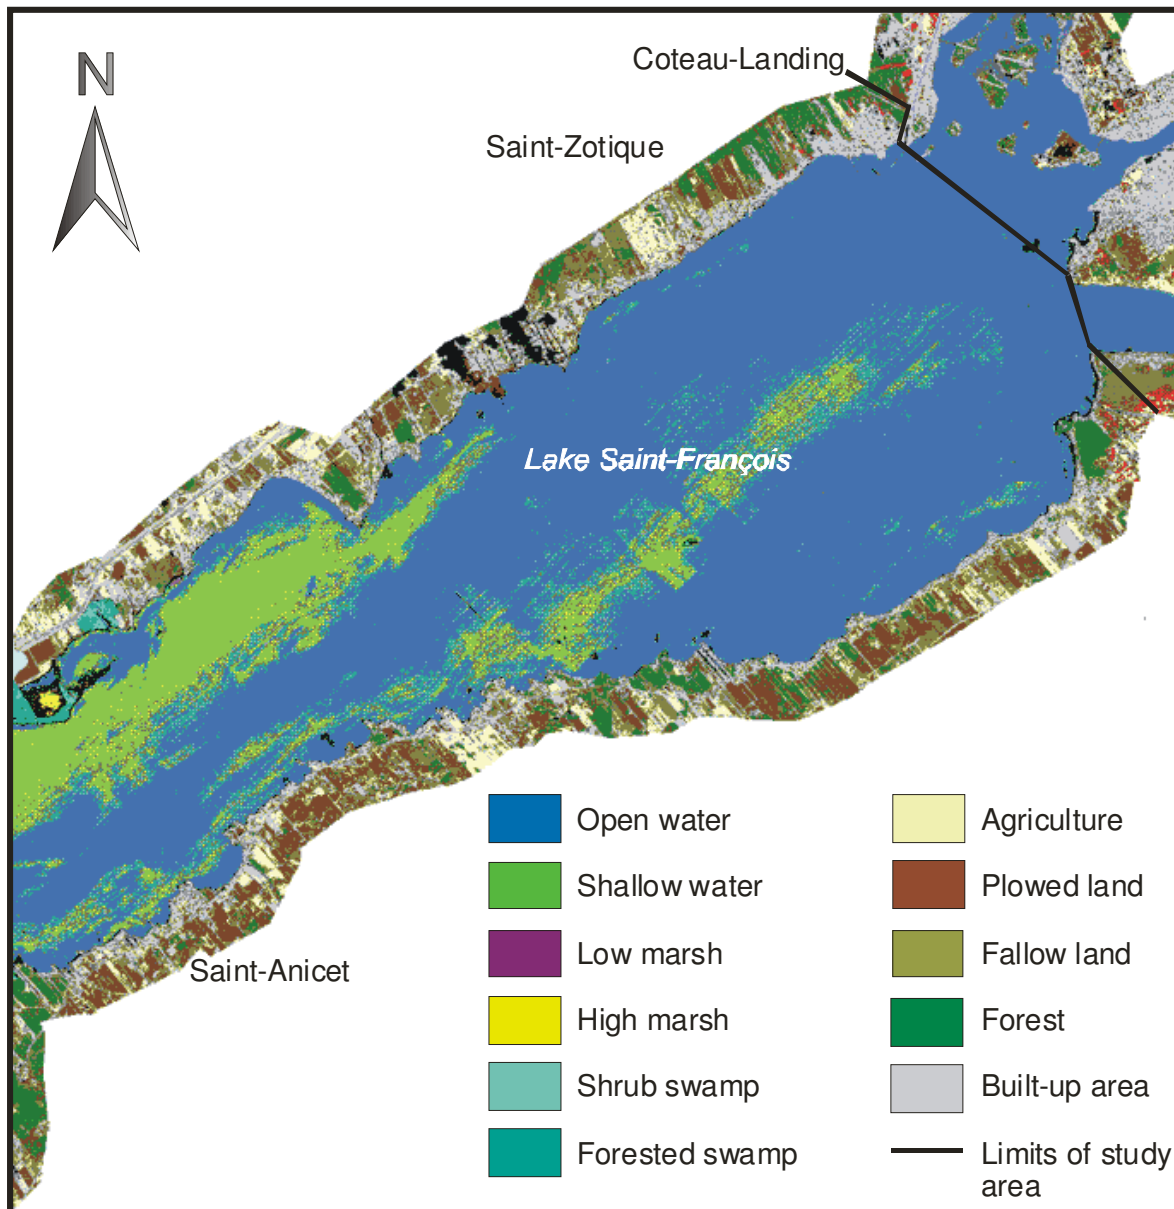 N
Coteau-Landing
Saint-Zotique
Lake Saint-François
Saint-Anicet
Open water
Shallow water
Low marsh
High marsh
Shrub swamp
Forested swamp
Agriculture
Plowed land
Fallow land
Forest
Built-up area
Limits of study
area